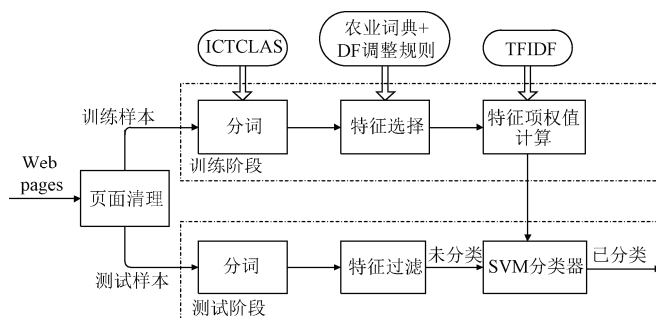 ICTCLAS
农业词典+
DF调整规则
TFIDF
训练样本
分词
特征选择
特征项权值
计算
训练阶段
Web
pages
页面清理
测试样本
分词
特征过滤
未分类
SVM分类器
已分类
测试阶段